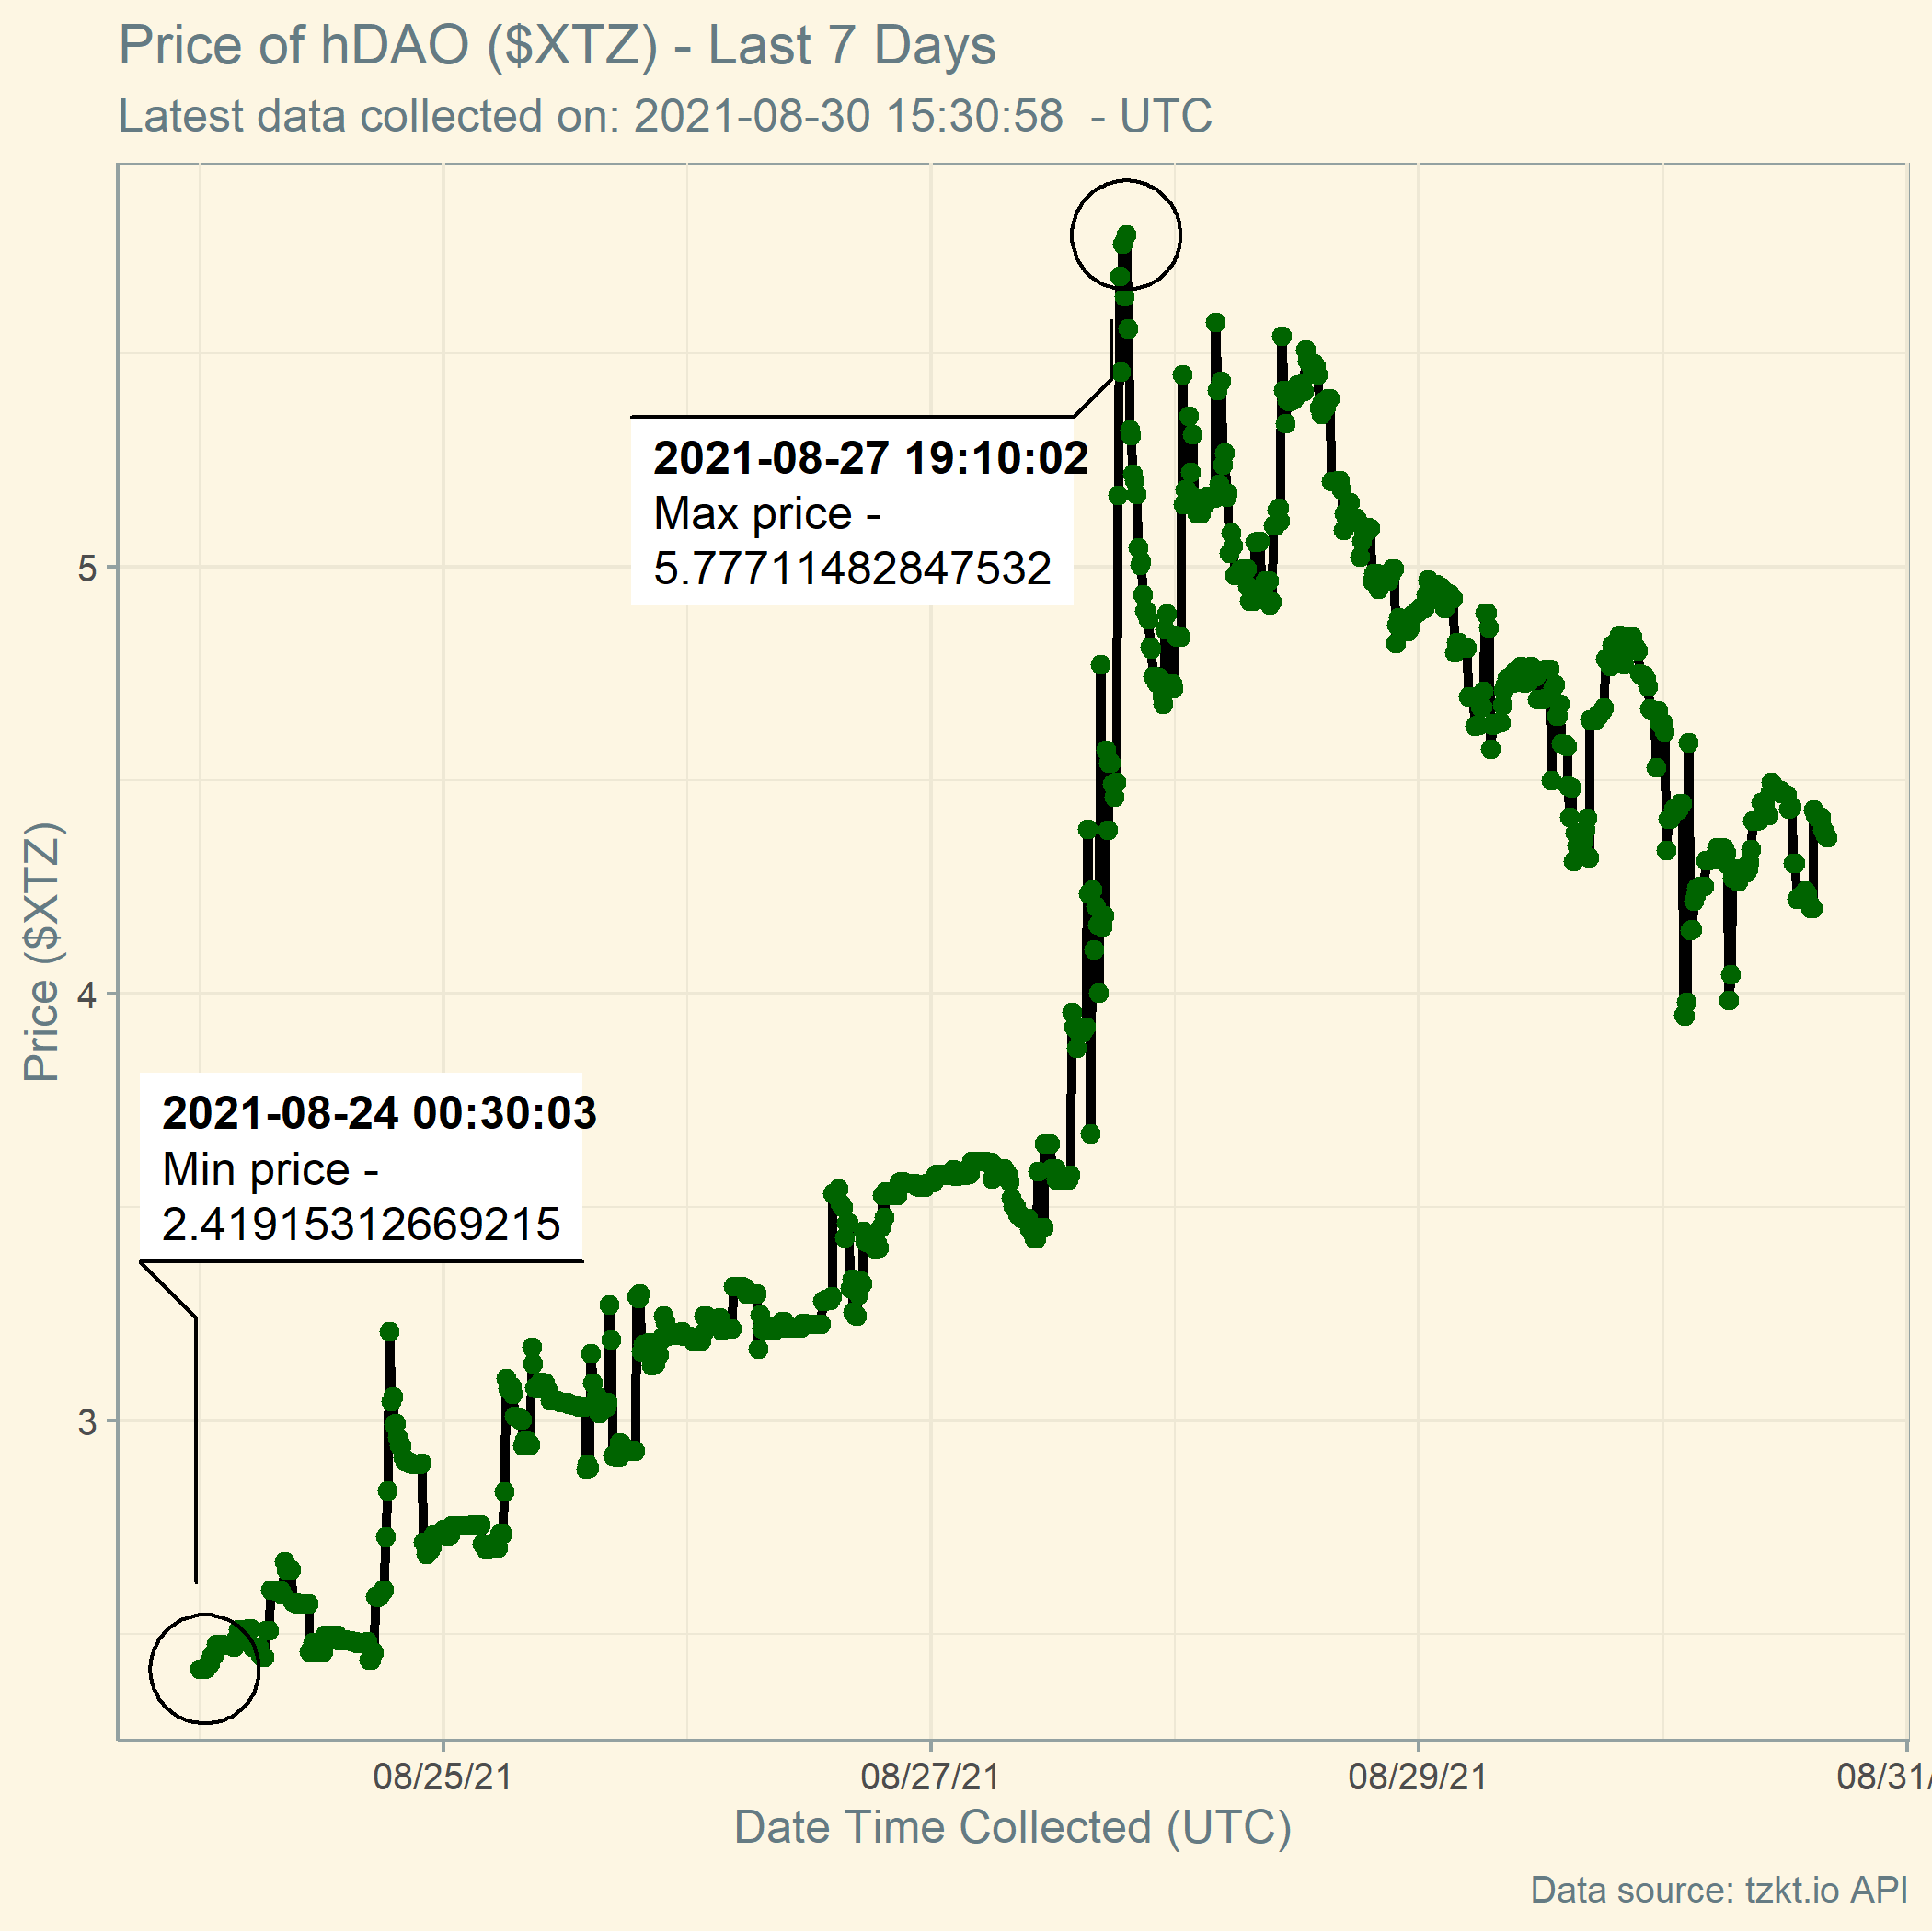 Price of hDAO ($XTZ) - Last 7 Days
Latest data collected on: 2021-08-30 15:30:58  - UTC
2021-08-27 19:10:02
Max price -
5.77711482847532
5
4
Price ($XTZ)
2021-08-24 00:30:03
Min price -
2.41915312669215
3
08/25/21
08/27/21
08/29/21
08/31/
Date Time Collected (UTC)
Data source: tzkt.io API